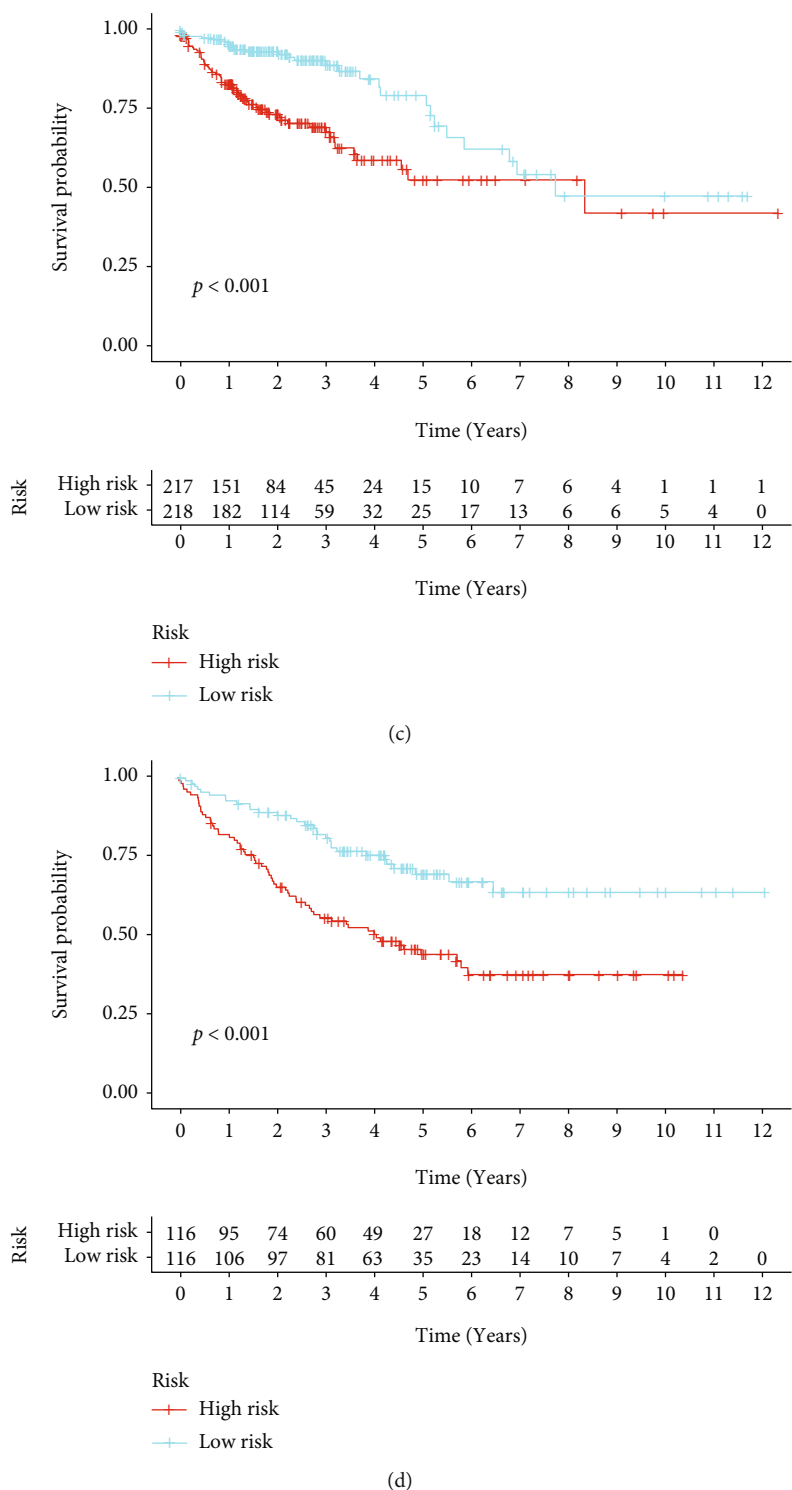 1.00
0.75
0.50
0.25
0.00
Survival probability
p < 0.001
0 1 2 3 4 5 6 7 8 9 10 11 12
Time (Years)
Risk
High risk 217 151 84 45 24 15 10 7 6 4 1 1 1
Low risk 218 182 114 59 32 25 17 13 6 6 5 4 0
0 1 2 3 4 5 6 7 8 9 10 11 12
Time (Years)
Risk
High risk
Low risk
(c)
1.00
0.75
0.50
0.25
0.00
Survival probability
p < 0.001
0 1 2 3 4 5 6 7 8 9 10 11 12
Time (Years)
Risk
High risk 116 95 74 60 49 27 18 12 7 5 1 0
Low risk 116 106 97 81 63 35 23 14 10 7 4 2 0
0 1 2 3 4 5 6 7 8 9 10 11 12
Time (Years)
Risk
High risk
Low risk
(d)